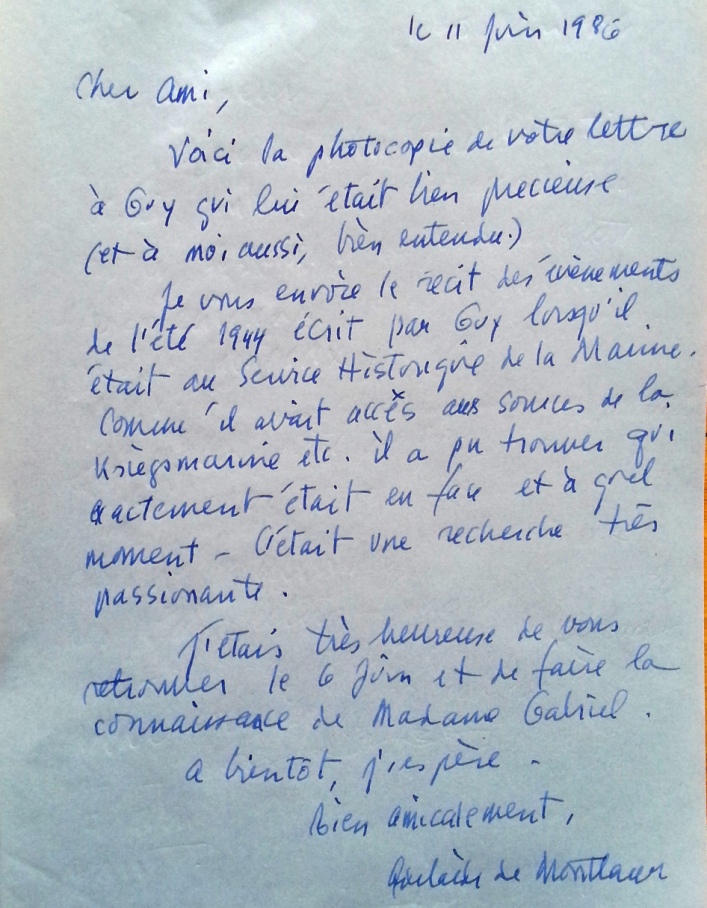 le 11 Juin 1986
Cher Ami,
Voici la photocopie de votre lettre
à Guy qui lui était bien precieuse
(et à moi aussi, bien entendu.)
Je vous envoie le récit des évènements
de l'été 1944 écrit par Guy lorsqu'il
était au Service Historique de la Marine.
Comme il avait accès aux sources de la
Kriegsmarine etc. il a pu trouver qui
exactement était en face et à quel
moment - C'était une recherche très
passionante.
J'étais très heureuse de vous
retrouver le 6 Juin et de faire la
connaissance de Madame Gabriel.
A bientôt, j'espère -
bien amicalement,
de Montlaur